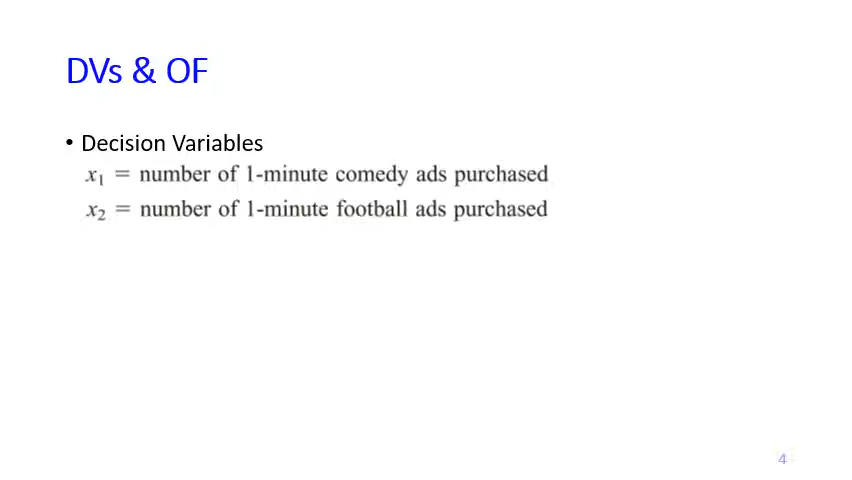 DVs & OF
• Decision Variables
x₁ = number of 1-minute comedy ads purchased
x₂ = number of 1-minute football ads purchased
4